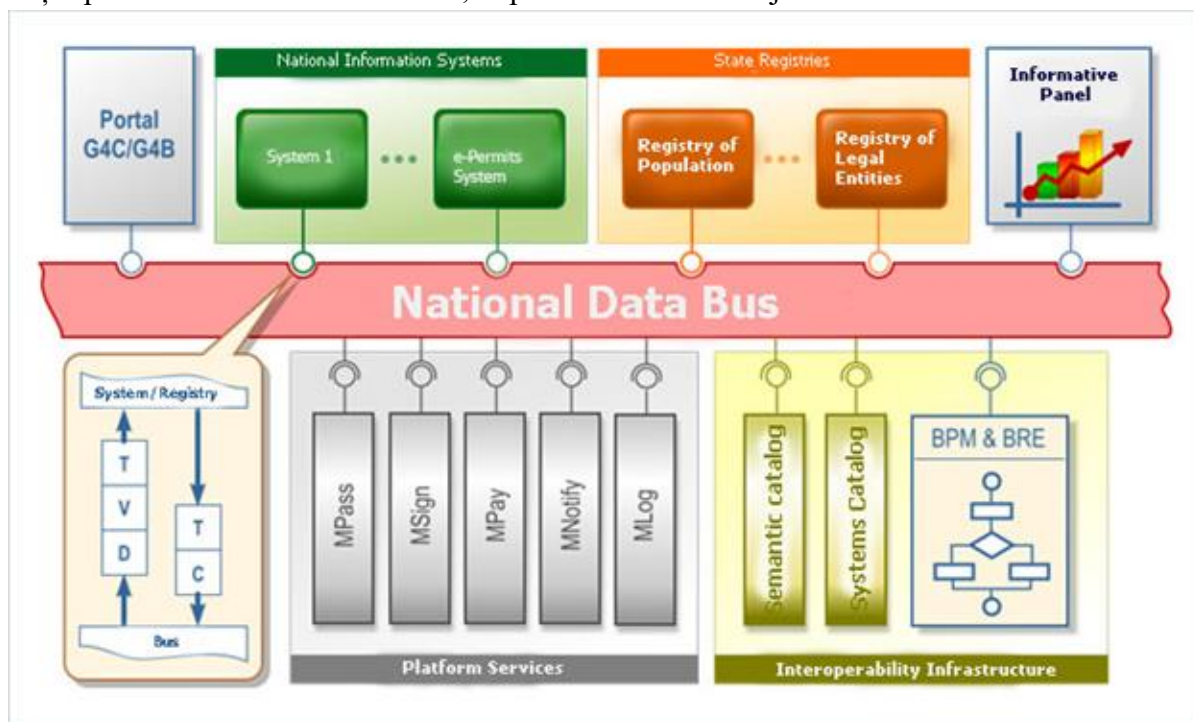 National Information Systems
State Registries
Portal
G4C/G4B
System 1
e-Permits
System
Registry of
Population
Registry of
Legal
Entities
Informative
Panel
National Data Bus
System / Registry
T
V
D
T
C
Bus
MPass
MSign
MPay
MNotify
MLog
Platform Services
Semantic catalog
Systems Catalog
BPM & BRE
Interoperability Infrastructure